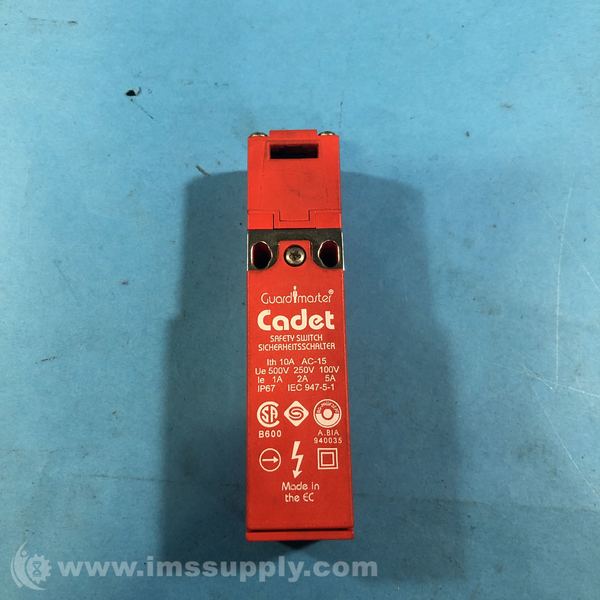 Guardmaster®
Cadet
SAFETY SWITCH
SICHERHEITSSCHALTER
Ith 10A AC-15
Ue 500V 250V 100V
Ie 1A 2A 5A
IP67 IEC 947-5-1
B600
A.BIA
940035
Made in
the EC
www.imssupply.com